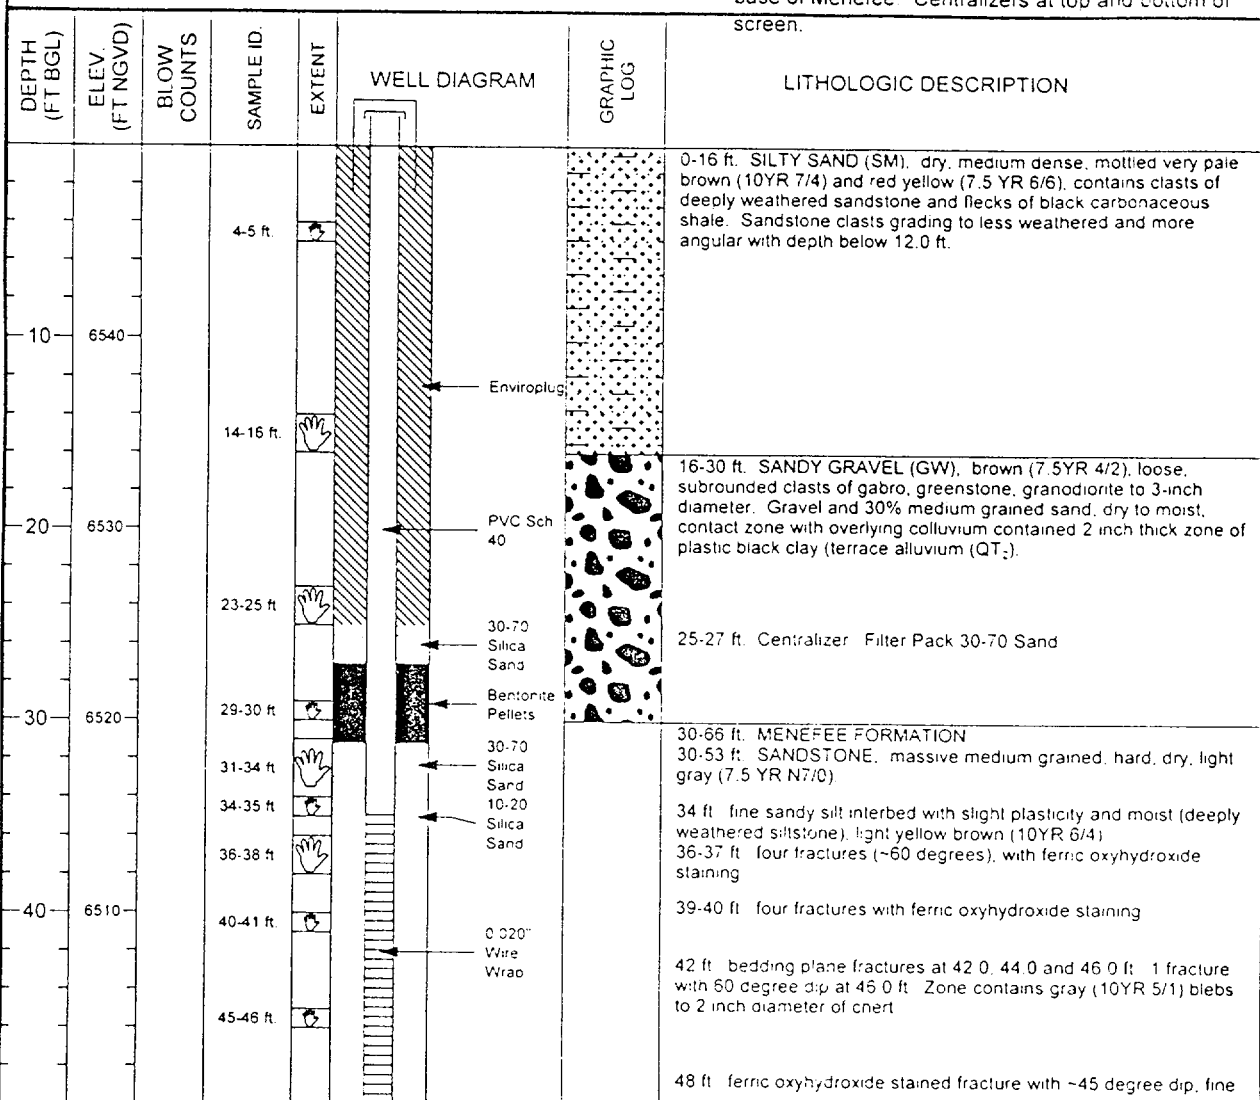 base of Menefee. Centralizers at top and bottom of
screen.
DEPTH
(FT BGL)
ELEV.
(FT NGVD)
BLOW
COUNTS
SAMPLE ID.
EXTENT
WELL DIAGRAM
GRAPHIC
LOG
LITHOLOGIC DESCRIPTION
0-16 ft. SILTY SAND (SM), dry, medium dense, mottled very pale
brown (10YR 7/4) and red yellow (7.5 YR 6/6), contains clasts of
deeply weathered sandstone and flecks of black carbonaceous
shale. Sandstone clasts grading to less weathered and more
angular with depth below 12.0 ft.
4-5 ft.
10
6540
Enviroplug
14-16 ft.
16-30 ft. SANDY GRAVEL (GW), brown (7.5YR 4/2), loose,
subrounded clasts of gabro, greenstone, granodiorite to 3-inch
diameter. Gravel and 30% medium grained sand, dry to moist,
contact zone with overlying colluvium contained 2 inch thick zone of
plastic black clay (terrace alluvium (QT
20
6530
PVC Sch
40
23-25 ft
30-70
Silica
Sand
25-27 ft. Centralizer Filter Pack 30-70 Sand
Bentonite
Pellets
29-30 ft
30
6520
30-66 ft. MENEFEE FORMATION
30-53 ft. SANDSTONE, massive medium grained, hard, dry, light
gray (7.5 YR N7/0)
30-70
Silica
Sand
31-34 ft
34-35 ft
10-20
Silica
Sand
34 ft fine sandy silt interbed with slight plasticity and moist (deeply
weathered siltstone), light yellow brown (10YR 6/4)
36-38 ft
36-37 ft four fractures (~60 degrees), with ferric oxyhydroxide
staining
40
6510
40-41 ft.
39-40 ft four fractures with ferric oxyhydroxide staining
0.020"
Wire
Wrap
42 ft bedding plane fractures at 42.0, 44.0 and 46.0 ft 1 fracture
with 60 degree dip at 46.0 ft Zone contains gray (10YR 5/1) blebs
to 2 inch diameter of chert
45-46 ft.
48 ft ferric oxyhydroxide stained fracture with ~45 degree dip, fine